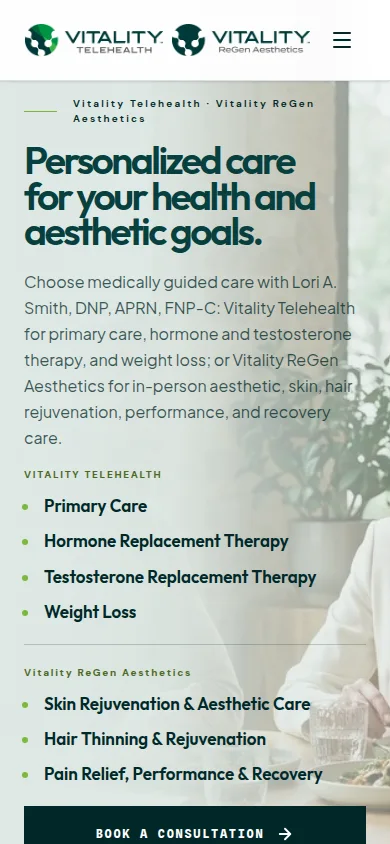 VITALITY.
TELEHEALTH
VITALITY.
ReGen Aesthetics
Vitality Telehealth · Vitality ReGen
Aesthetics
Personalized care
for your health and
aesthetic goals.
Choose medically guided care with Lori A.
Smith, DNP, APRN, FNP-C: Vitality Telehealth
for primary care, hormone and testosterone
therapy, and weight loss; or Vitality ReGen
Aesthetics for in-person aesthetic, skin, hair
rejuvenation, performance, and recovery
care.
VITALITY TELEHEALTH
Primary Care
Hormone Replacement Therapy
Testosterone Replacement Therapy
Weight Loss
Vitality ReGen Aesthetics
Skin Rejuvenation & Aesthetic Care
Hair Thinning & Rejuvenation
Pain Relief, Performance & Recovery
BOOK A CONSULTATION →